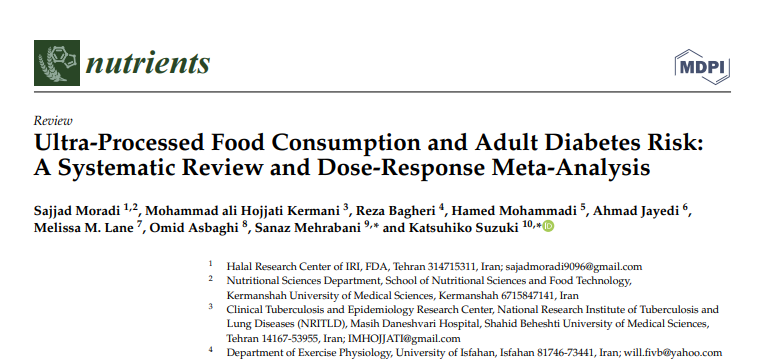 nutrients
MDPI
Review
Ultra-Processed Food Consumption and Adult Diabetes Risk:
A Systematic Review and Dose-Response Meta-Analysis
Sajjad Moradi 1,2, Mohammad ali Hojjati Kermani 3, Reza Bagheri 4, Hamed Mohammadi 5, Ahmad Jayedi 6,
Melissa M. Lane 7, Omid Asbaghi 8, Sanaz Mehrabani 9,* and Katsuhiko Suzuki 10,*
1 Halal Research Center of IRI, FDA, Tehran 314715311, Iran; sajadmoradi9096@gmail.com
2 Nutritional Sciences Department, School of Nutritional Sciences and Food Technology,
Kermanshah University of Medical Sciences, Kermanshah 6715847141, Iran
3 Clinical Tuberculosis and Epidemiology Research Center, National Research Institute of Tuberculosis and
Lung Diseases (NRITLD), Masih Daneshvari Hospital, Shahid Beheshti University of Medical Sciences,
Tehran 14167-53955, Iran; IMHOJJATI@gmail.com
4 Department of Exercise Physiology, University of Isfahan, Isfahan 81746-73441, Iran; will.fivb@yahoo.com